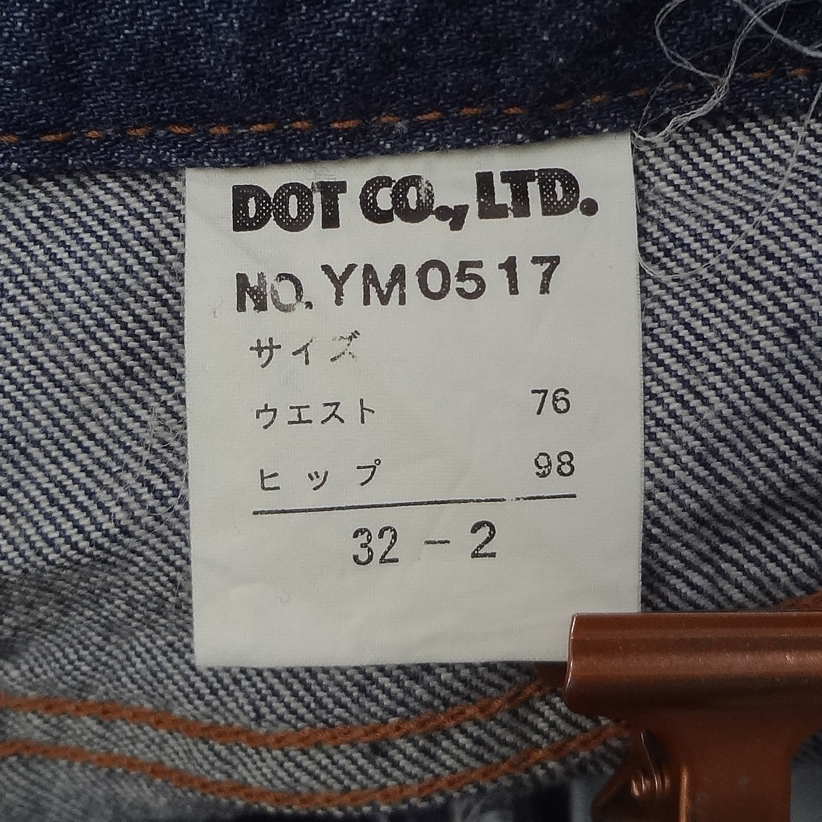 DOT CO., LTD.
NO. YM0517
サイズ
ウエスト 76
ヒップ 98
32 - 2